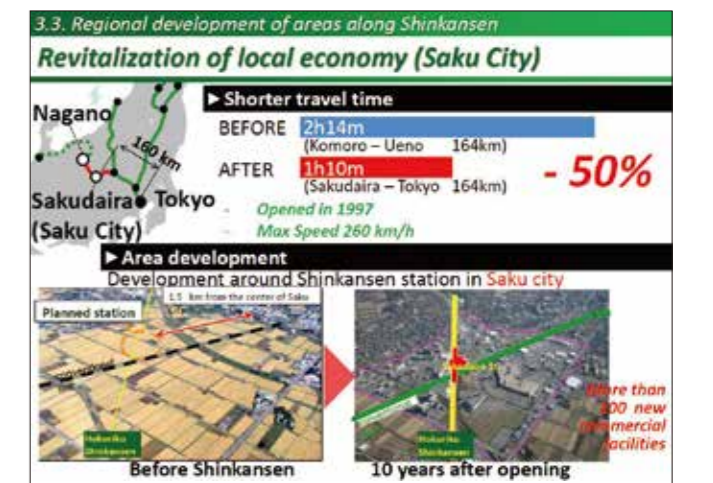 3.3. Regional development of areas along Shinkansen
Revitalization of local economy (Saku City)
►Shorter travel time
BEFORE 2h14m
(Komoro – Ueno 164km)
AFTER 1h10m
(Sakudaira – Tokyo 164km)
- 50%
- Opened in 1997
- Max Speed 260 km/h
Nagano
160 km
Sakudaira Tokyo
(Saku City)
►Area development
Development around Shinkansen station in Saku city
1.5 km from the center of Saku
Planned station
Hokuriku
Shinkansen
Before Shinkansen
Hokuriku
Shinkansen
10 years after opening
than
new
facilities